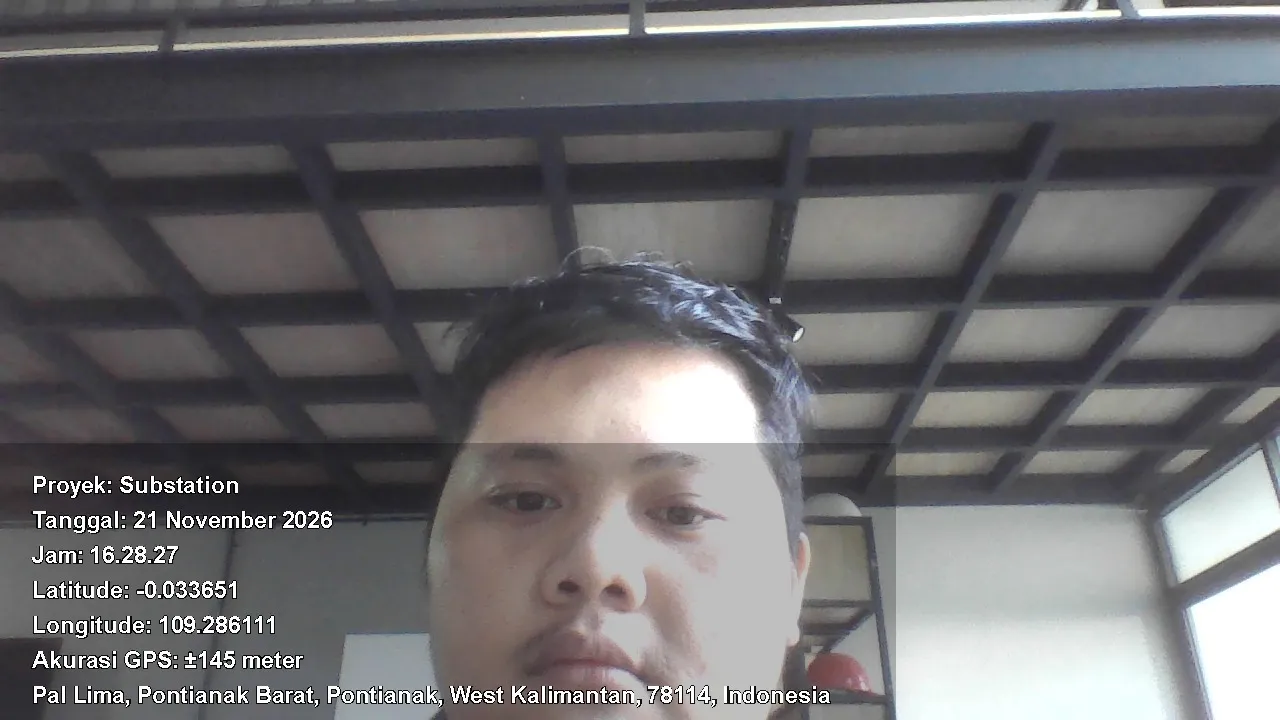 Proyek: Substation
Tanggal: 21 November 2026
Jam: 16.28.27
Latitude: -0.033651
Longitude: 109.286111
Akurasi GPS: ±145 meter
Pal Lima, Pontianak Barat, Pontianak, West Kalimantan, 78114, Indonesia